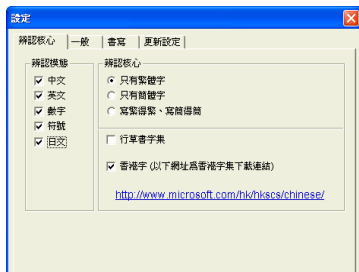 設定
辨認核心 一般 書寫 更新設定
辨認模態
中文
英文
數字
符號
日文
辨認核心
只有繁體字
只有簡體字
寫繁得繁、寫簡得簡
行草書字集
香港字 (以下網址為香港字集下載連結)
http://www.microsoft.com/hk/hkscs/chinese/